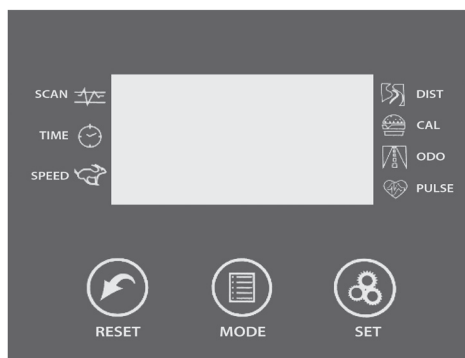 SCAN
TIME
SPEED
DIST
CAL
ODO
PULSE
RESET
MODE
SET